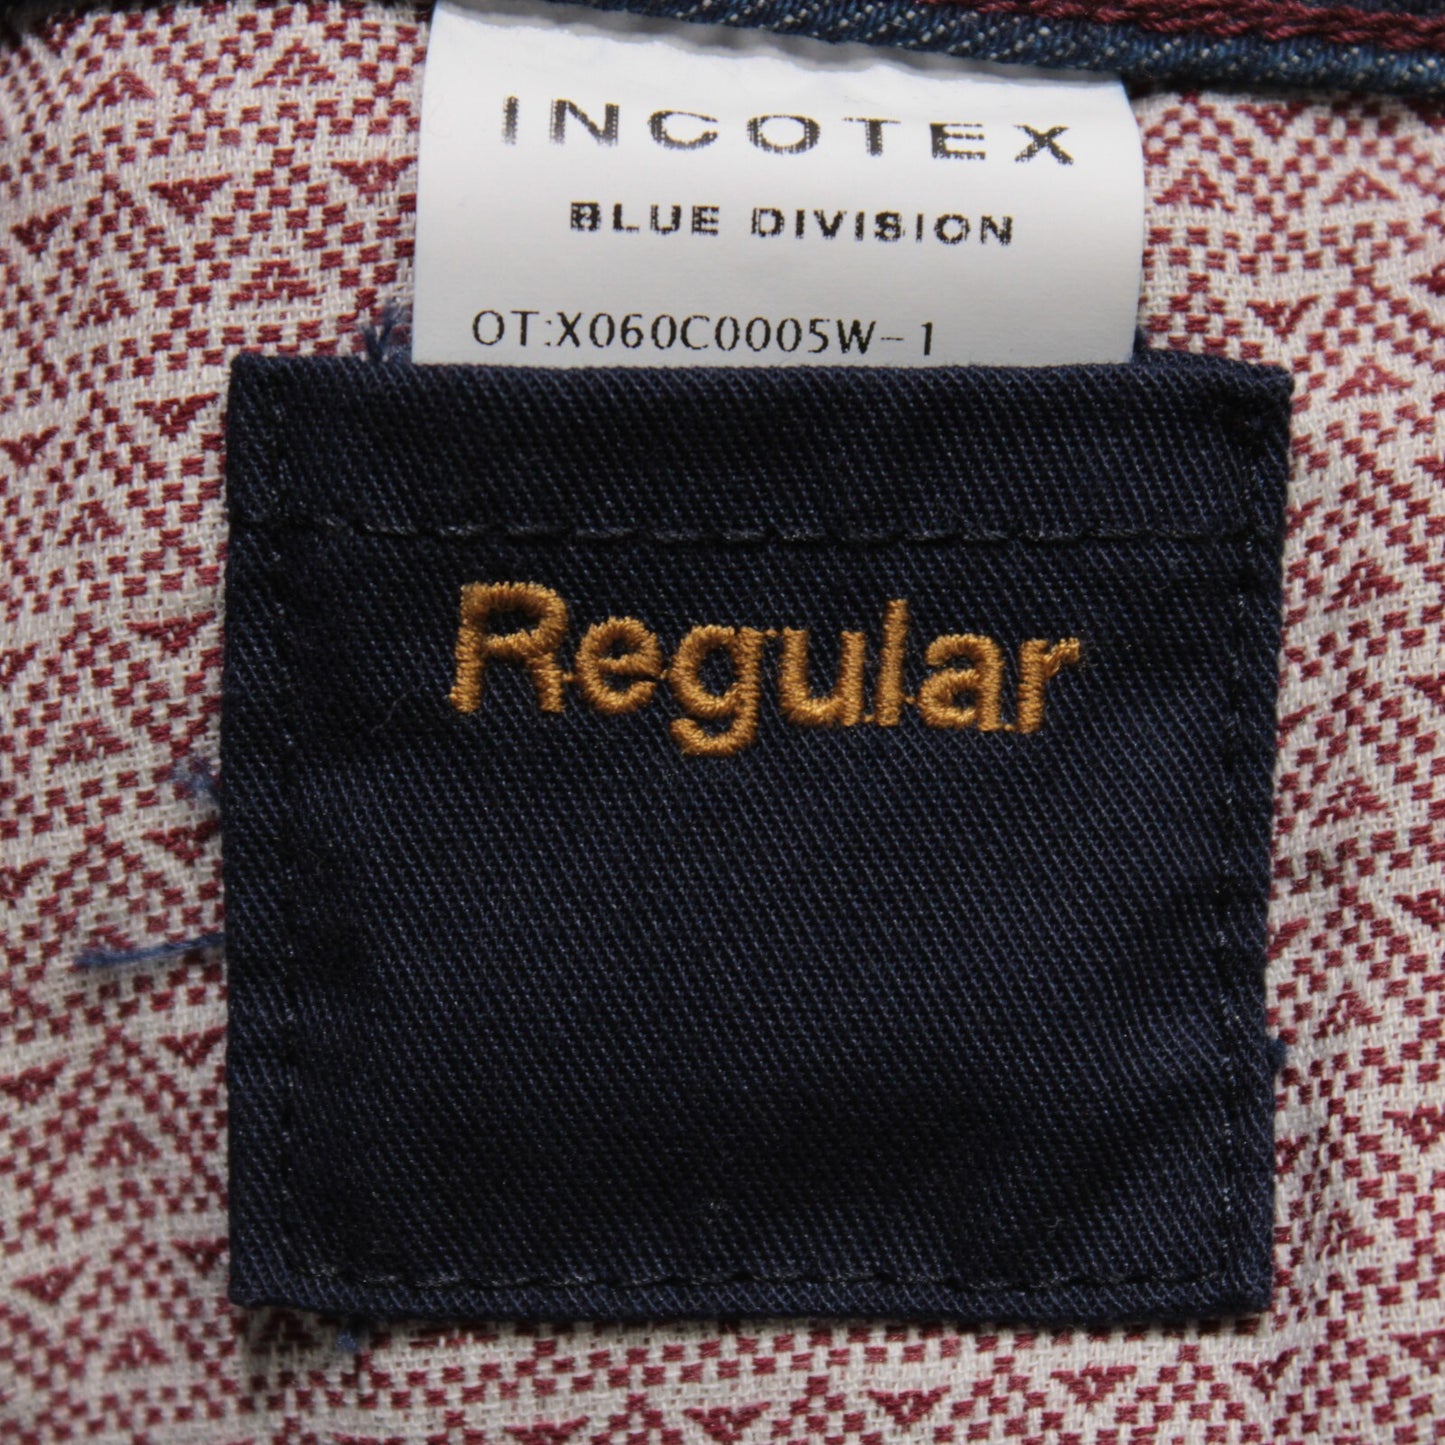 INCOTEX
BLUE DIVISION
OT:X060C0005W-1
Regular